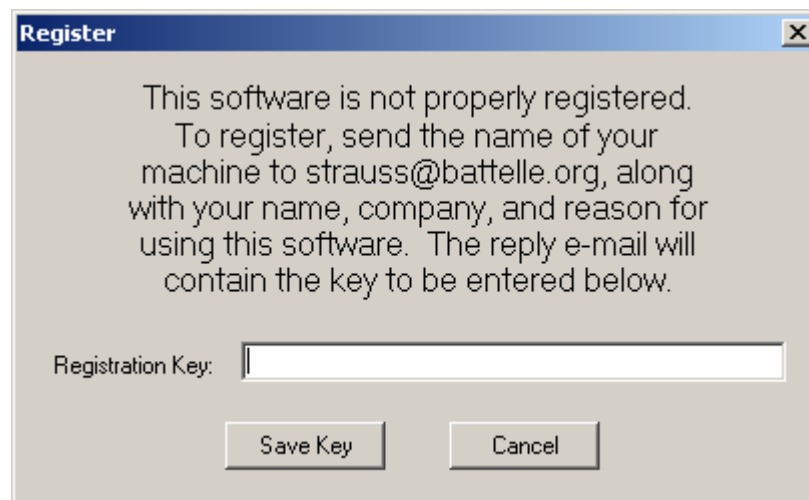 Register
This software is not properly registered.
To register, send the name of your
machine to strauss@battelle.org, along
with your name, company, and reason for
using this software.  The reply e-mail will
contain the key to be entered below.
Registration Key:
Save Key
Cancel